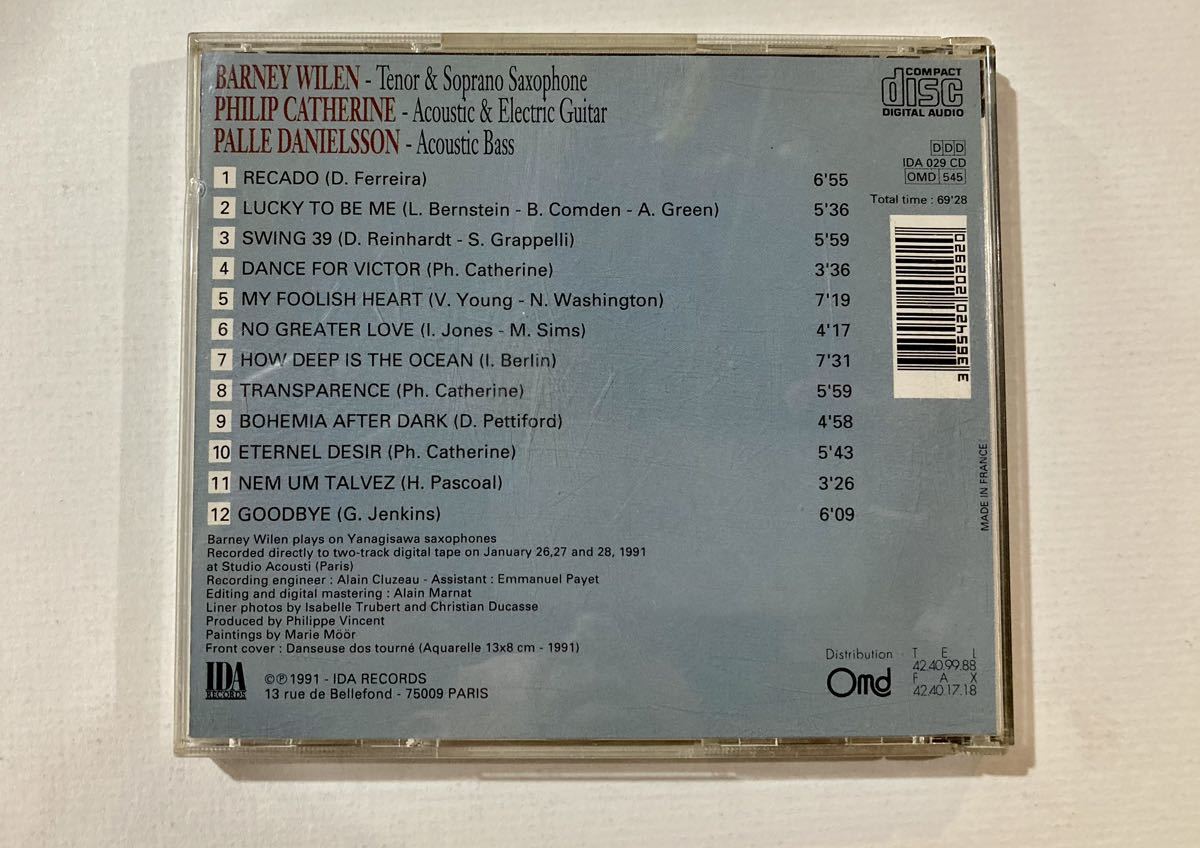 BARNEY WILEN - Tenor & Soprano Saxophone
PHILIP CATHERINE - Acoustic & Electric Guitar
PALLE DANIELSSON - Acoustic Bass
COMPACT
disc
DIGITAL AUDIO
DDD
IDA 029 CD
OMD 545
Total time : 69'28
1 RECADO (D. Ferreira) 6'55
2 LUCKY TO BE ME (L. Bernstein - B. Comden - A. Green) 5'36
3 SWING 39 (D. Reinhardt - S. Grappelli) 5'59
4 DANCE FOR VICTOR (Ph. Catherine) 3'36
5 MY FOOLISH HEART (V. Young - N. Washington) 7'19
6 NO GREATER LOVE (I. Jones - M. Sims) 4'17
7 HOW DEEP IS THE OCEAN (I. Berlin) 7'31
8 TRANSPARENCE (Ph. Catherine) 5'59
9 BOHEMIA AFTER DARK (D. Pettiford) 4'58
10 ETERNEL DESIR (Ph. Catherine) 5'43
11 NEM UM TALVEZ (H. Pascoal) 3'26
12 GOODBYE (G. Jenkins) 6'09
3 365420 020260
MADE IN FRANCE
Barney Wilen plays on Yanagisawa saxophones
Recorded directly to two-track digital tape on January 26,27 and 28, 1991
at Studio Acousti (Paris)
Recording engineer : Alain Cluzeau - Assistant : Emmanuel Payet
Editing and digital mastering : Alain Marnat
Liner photos by Isabelle Trubert and Christian Ducasse
Produced by Philippe Vincent
Paintings by Marie Möör
Front cover : Danseuse dos tourné (Aquarelle 13x8 cm - 1991)
IDA
RECORDS
©℗1991 - IDA RECORDS
13 rue de Bellefond - 75009 PARIS
Distribution
Omd
TEL
42.40.99.88
FAX
42.40.17.18